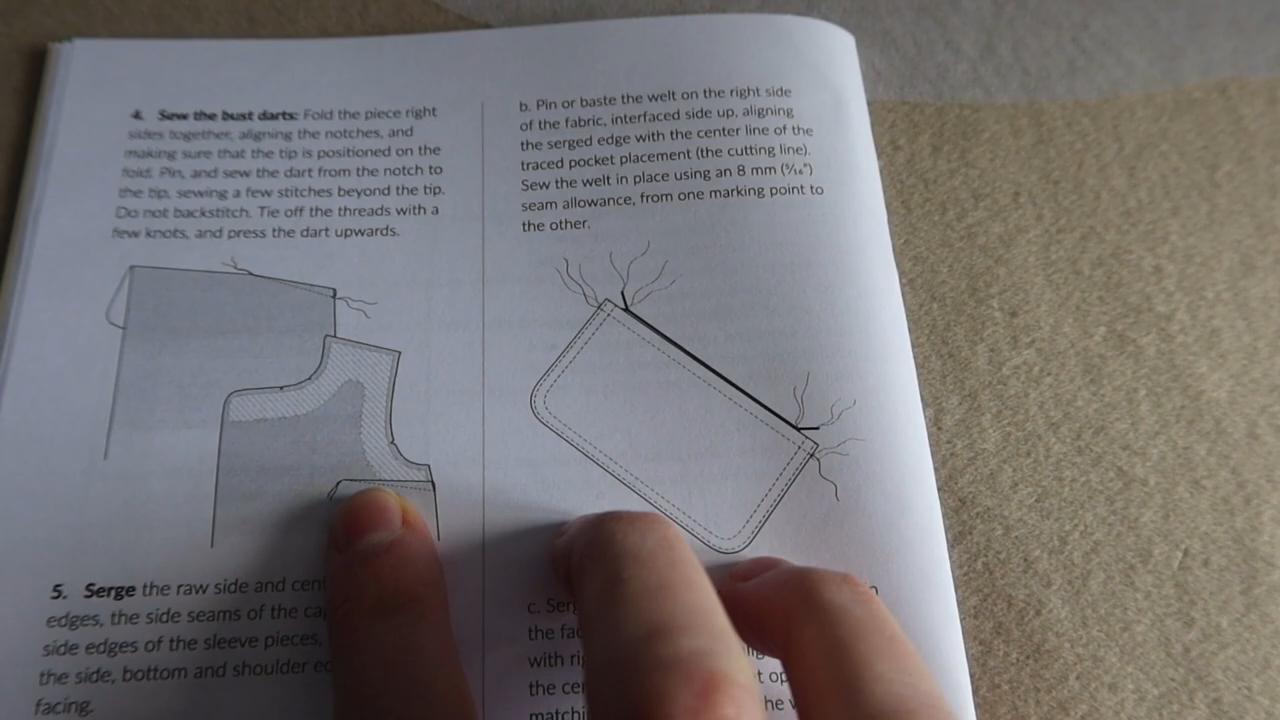 4. Sew the bust darts: Fold the piece right
sides together, aligning the notches, and
making sure that the tip is positioned on the
fold. Pin, and sew the dart from the notch to
the tip, sewing a few stitches beyond the tip.
Do not backstitch. Tie off the threads with a
few knots, and press the dart upwards.
5. Serge the raw side and cent
edges, the side seams of the ca
side edges of the sleeve pieces,
the side, bottom and shoulder ed
facing.
b. Pin or baste the welt on the right side
of the fabric, interfaced side up, aligning
the serged edge with the center line of the
traced pocket placement (the cutting line).
Sew the welt in place using an 8 mm (5⁄16")
seam allowance, from one marking point to
the other.
c. Serg
the fac
with rig
the cen t op
matchi he